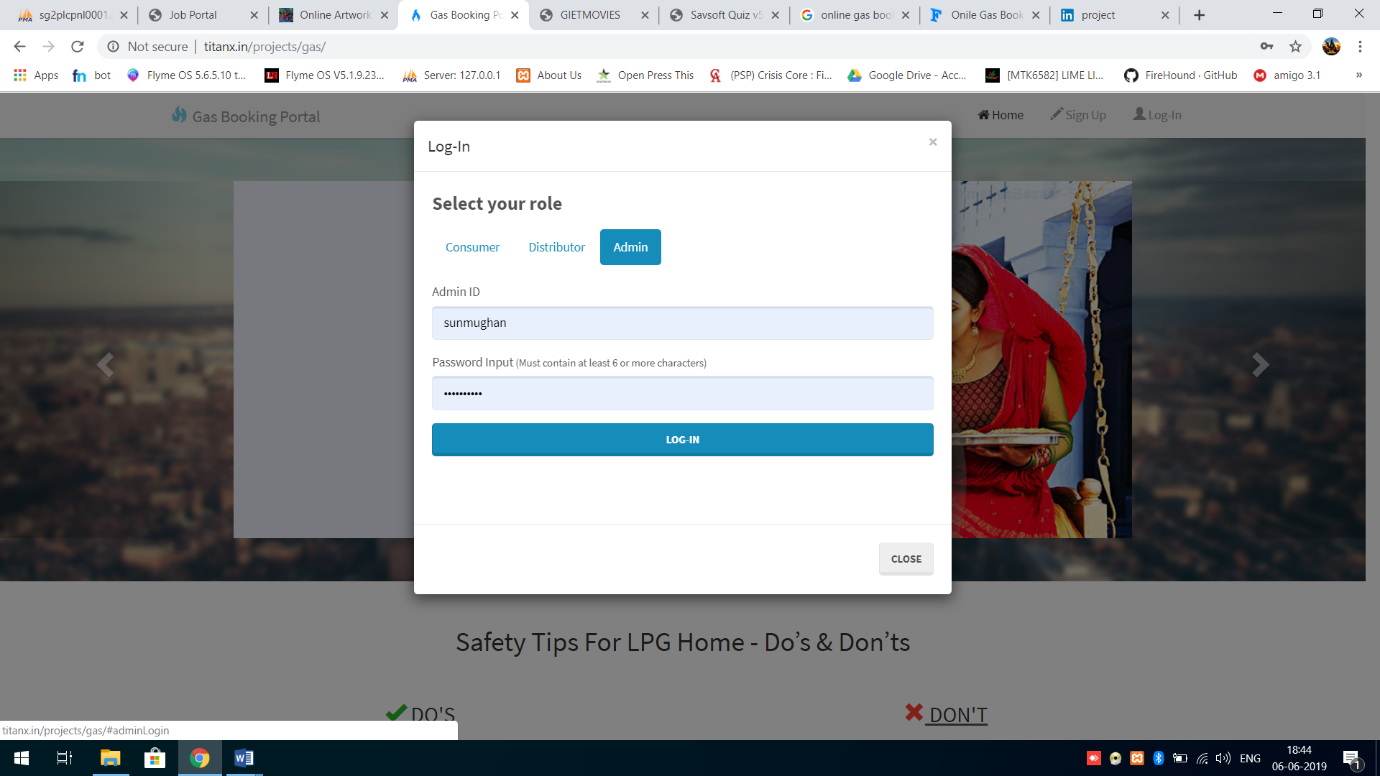 sg2plcpnl0001.
Job Portal
Online Artwork
Gas Booking Po
GIETMOVIES
Savsoft Quiz v5
online gas book
Onile Gas Book
project
Not secure | titanx.in/projects/gas/
Apps
bot
Flyme OS 5.6.5.10 t...
Flyme OS V5.1.9.23...
Server: 127.0.0.1
About Us
Open Press This
(PSP) Crisis Core : Fi...
Google Drive - Acc...
[MTK6582] LIME LI...
FireHound · GitHub
amigo 3.1
»
Gas Booking Portal
Home
Sign Up
Log-In
Log-In
×
Select your role
Consumer
Distributor
Admin
Admin ID
sunmughan
Password Input (Must contain at least 6 or more characters)
••••••••••
LOG-IN
CLOSE
Safety Tips For LPG Home - Do’s & Don’ts
DO'S
DON'T
titanx.in/projects/gas/#adminLogin
ENG
18:44
06-06-2019
1